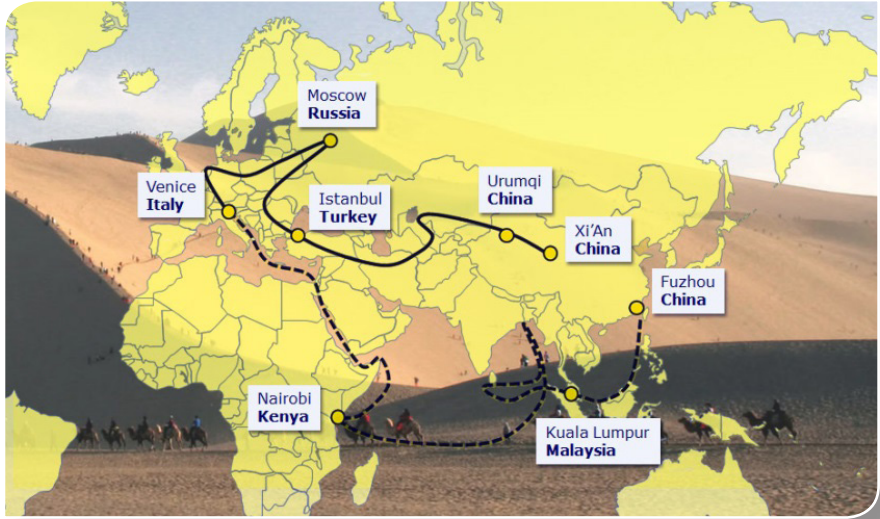 Moscow
Russia
Venice
Italy
Istanbul
Turkey
Urumqi
China
Xi'An
China
Fuzhou
China
Nairobi
Kenya
Kuala Lumpur
Malaysia